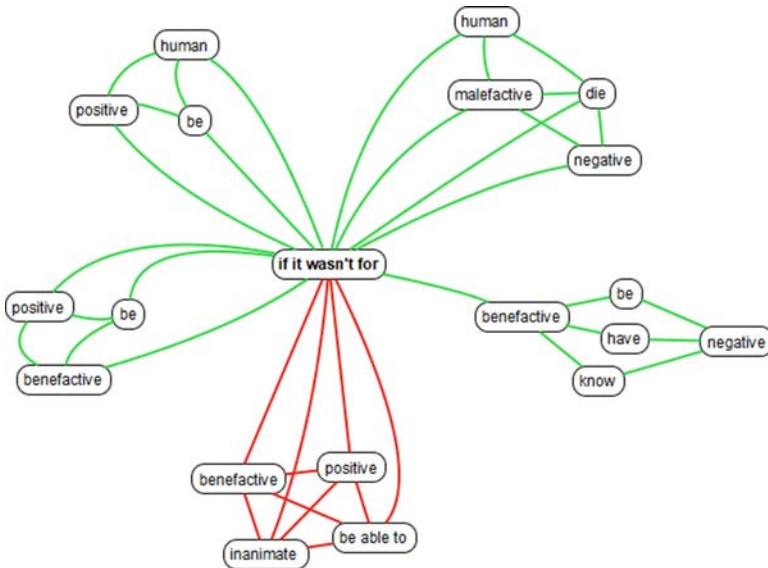 human
human
positive
be
malefactive
die
negative
if it wasn't for
positive
be
benefactive
benefactive
be
have
know
negative
benefactive
positive
inanimate
be able to